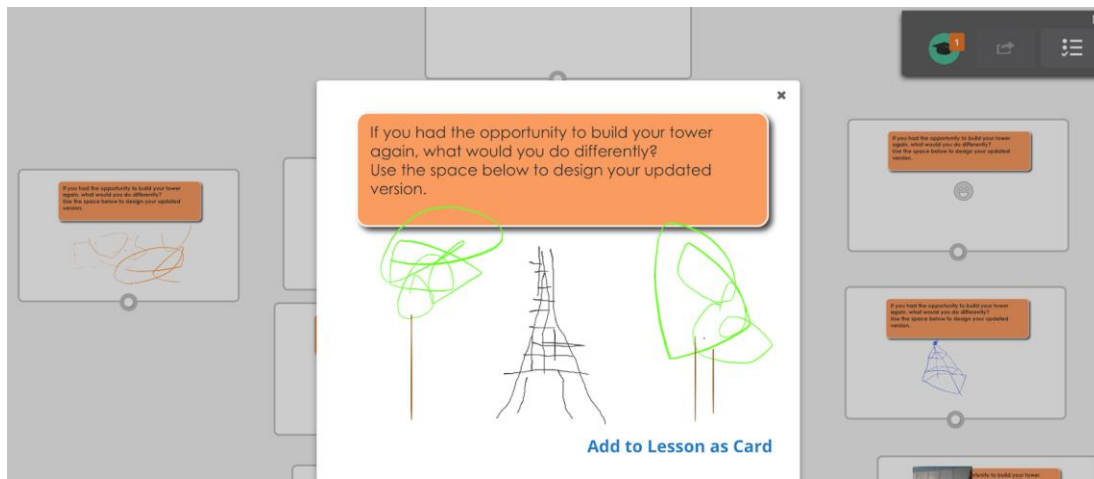 1
If you had the opportunity to build your tower
again, what would you do differently?
Use the space below to design your updated
version.
Add to Lesson as Card
If you had the opportunity to build your tower
again, what would you do differently?
Use the space below to design your updated
version.
If you had the opportunity to build your tower
again, what would you do differently?
Use the space below to design your updated
version.
If you had the opportunity to build your tower
again, what would you do differently?
Use the space below to design your updated
version.
to build your tower